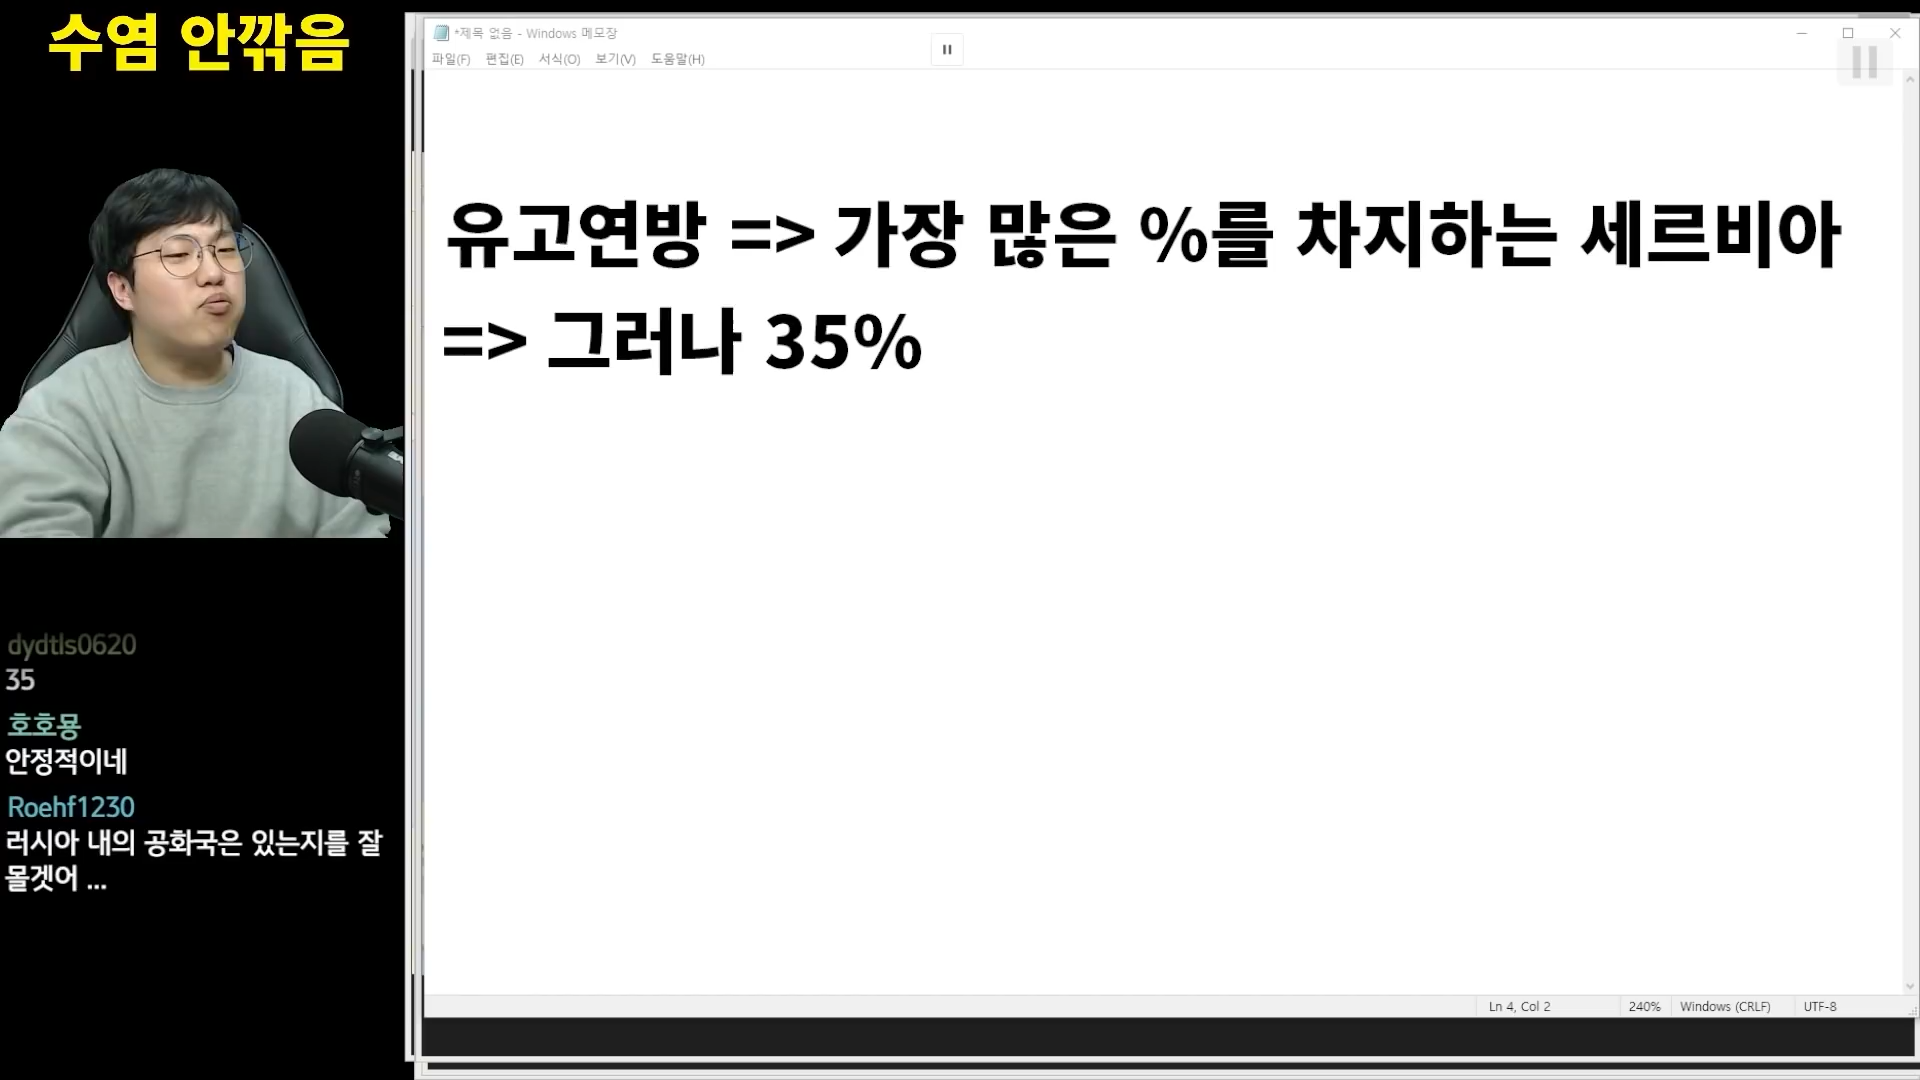 수염 안깎음
*제목 없음 - Windows 메모장
파일(F) 편집(E) 서식(O) 보기(V) 도움말(H)
유고연방 => 가장 많은 %를 차지하는 세르비아
=> 그러나 35%
dydtls0620
35
호호묭
안정적이네
Roehf1230
러시아 내의 공화국은 있는지를 잘
몰겟어 ...
Ln 4, Col 2 240% Windows (CRLF) UTF-8